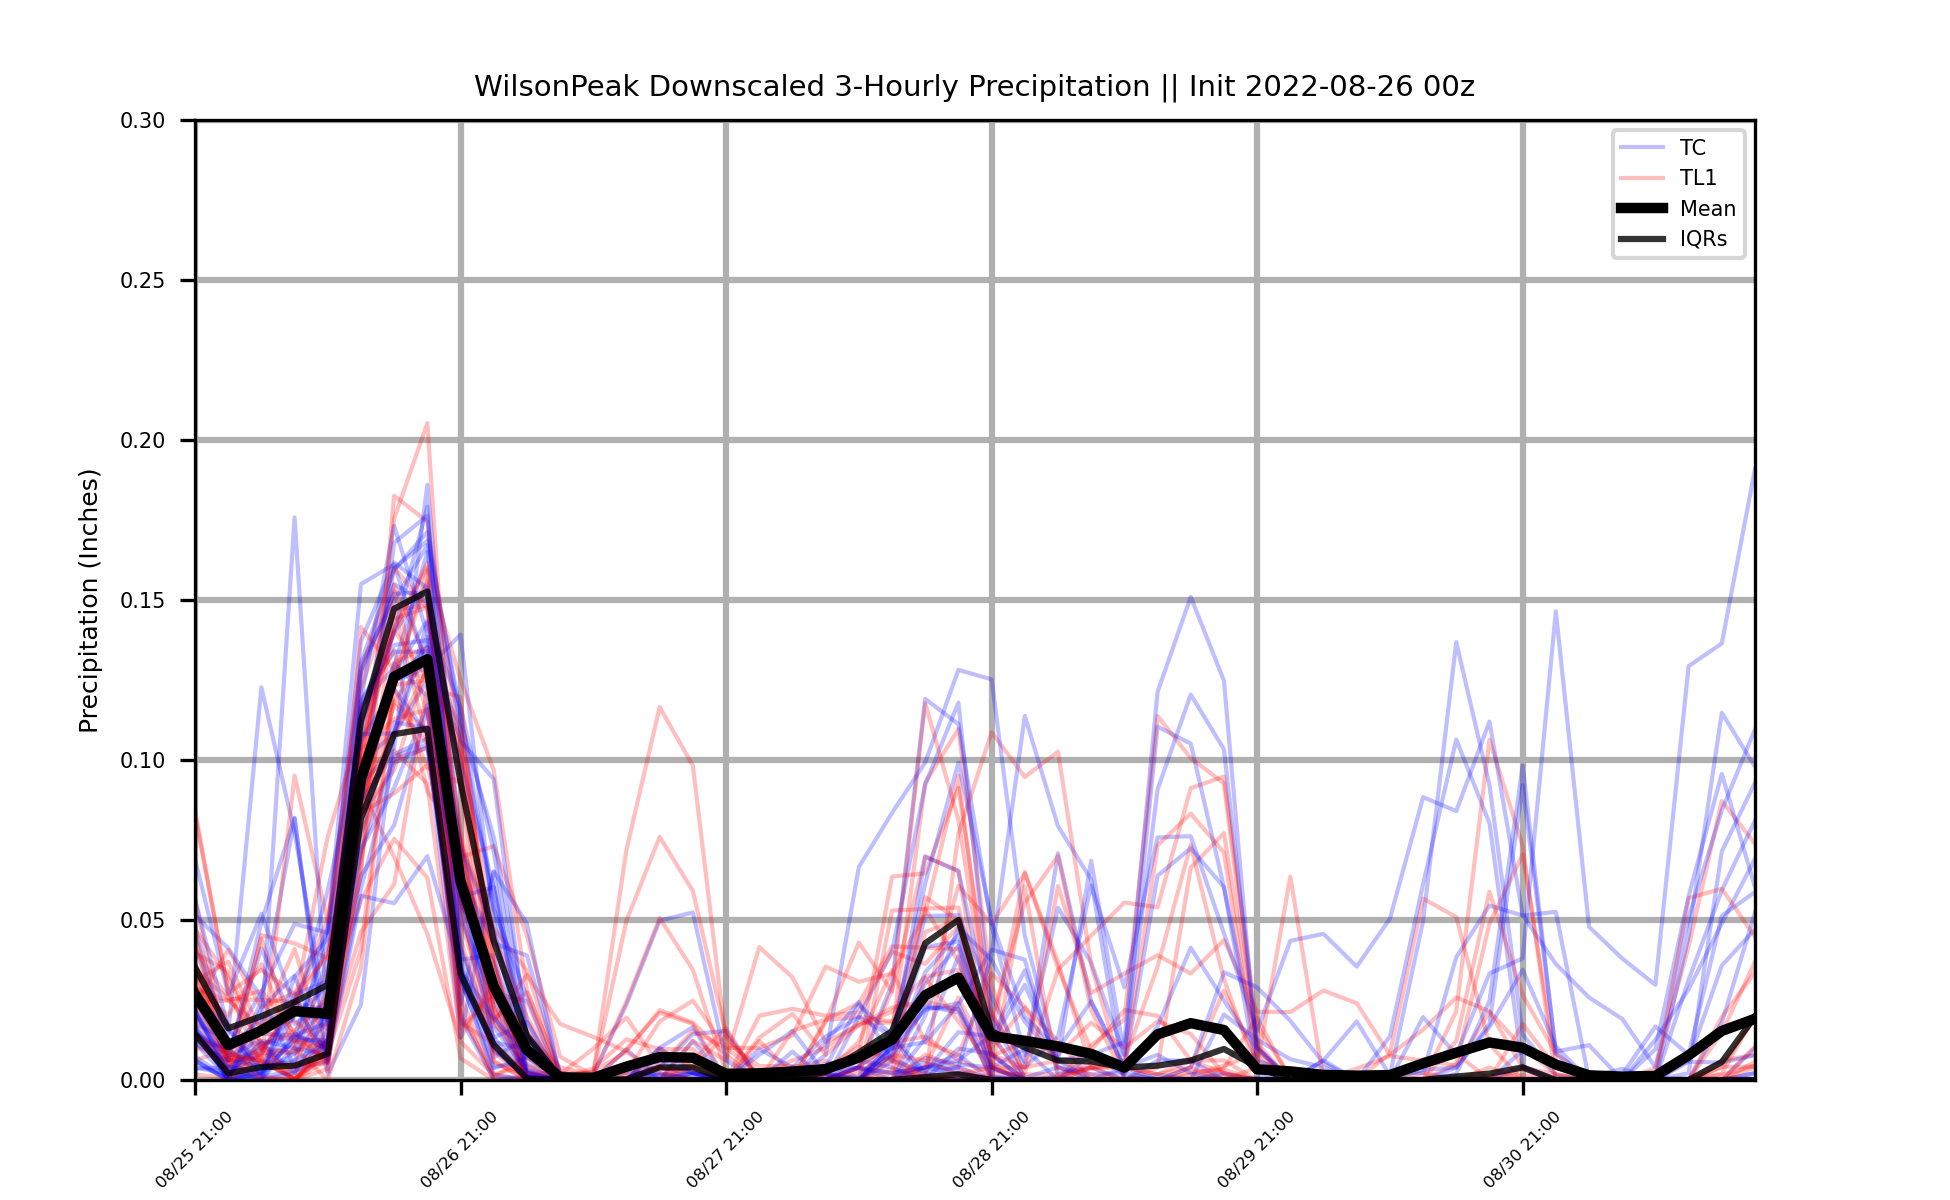 WilsonPeak Downscaled 3-Hourly Precipitation || Init 2022-08-26 00z
Precipitation (Inches)
0.30
0.25
0.20
0.15
0.10
0.05
0.00
TC
TL1
Mean
IQRs
08/25 21:00
08/26 21:00
08/27 21:00
08/28 21:00
08/29 21:00
08/30 21:00